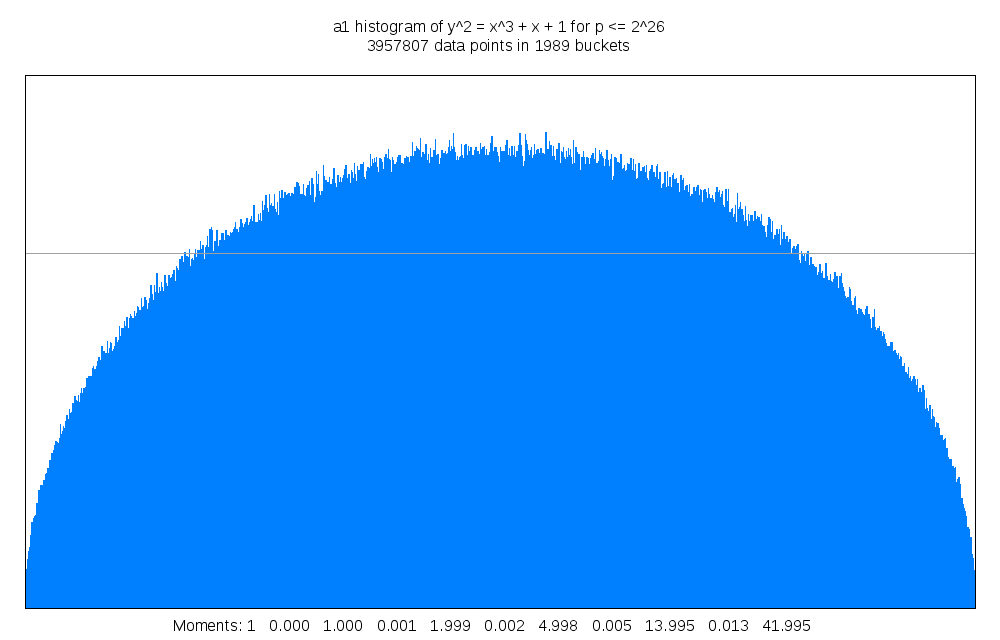 a1 histogram of y^2 = x^3 + x + 1 for p <= 2^26
3957807 data points in 1989 buckets
Moments: 1 0.000 1.000 0.001 1.999 0.002 4.998 0.005 13.995 0.013 41.995